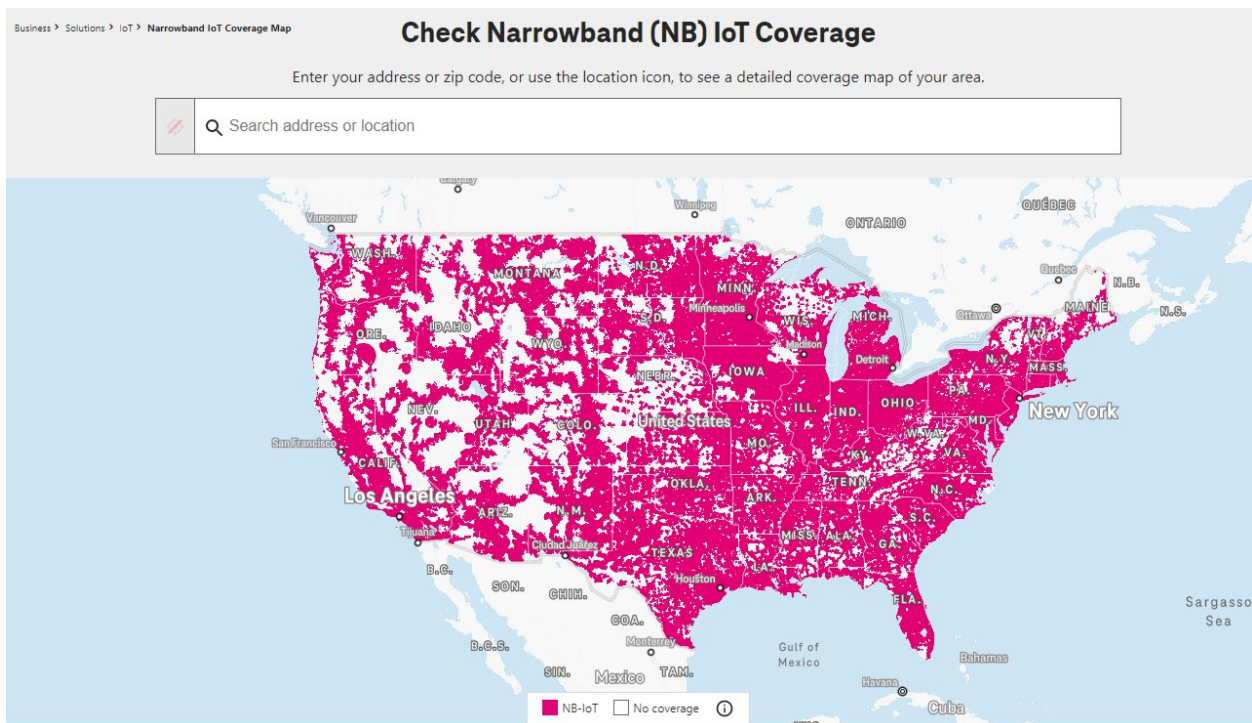 Business > Solutions > IoT > Narrowband IoT Coverage Map
Check Narrowband (NB) IoT Coverage
Enter your address or zip code, or use the location icon, to see a detailed coverage map of your area.
Search address or location
Calgary
Vancouver
Winnipeg
ONTARIO
QUÉBEC
Quebec
N.B.
N.S.
Ottawa
MAINE
WASH.
MONTANA
N.D.
MINN.
Minneapolis
ORE.
IDAHO
WYO.
S.D.
WIS.
Madison
MICH.
Detroit
VT.
N.Y.
MASS.
NEBR.
IOWA
ILL.
IND.
OHIO
PA.
New York
MD.
NEV.
UTAH
COLO.
United States
MO.
KY.
W.VA.
VA.
San Francisco
CALIF.
Los Angeles
ARIZ.
N.M.
OKLA.
ARK.
TENN.
N.C.
S.C.
Tijuana
Ciudad Juárez
TEXAS
Houston
LA.
MISS.
ALA.
GA.
FLA.
B.C.
SON.
CHIH.
COA.
Monterrey
B.C.S.
SIN.
Mexico
TAM.
Gulf of
Mexico
Sargasso
Sea
Bahamas
Havana
Cuba
NB-IoT
No coverage